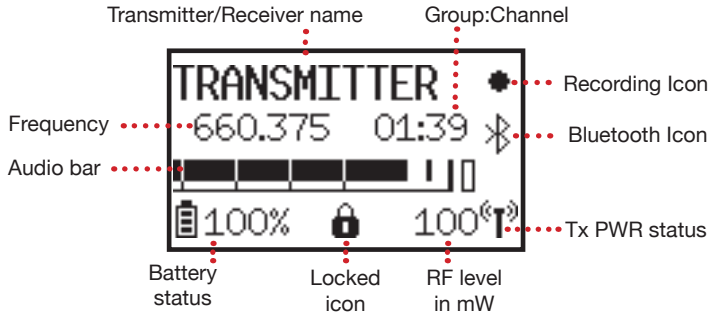 Transmitter/Receiver name
Group:Channel
TRANSMITTER
Recording Icon
Frequency
660.375
01:39
Bluetooth Icon
Audio bar
100%
100
Tx PWR status
Battery
status
Locked
icon
RF level
in mW